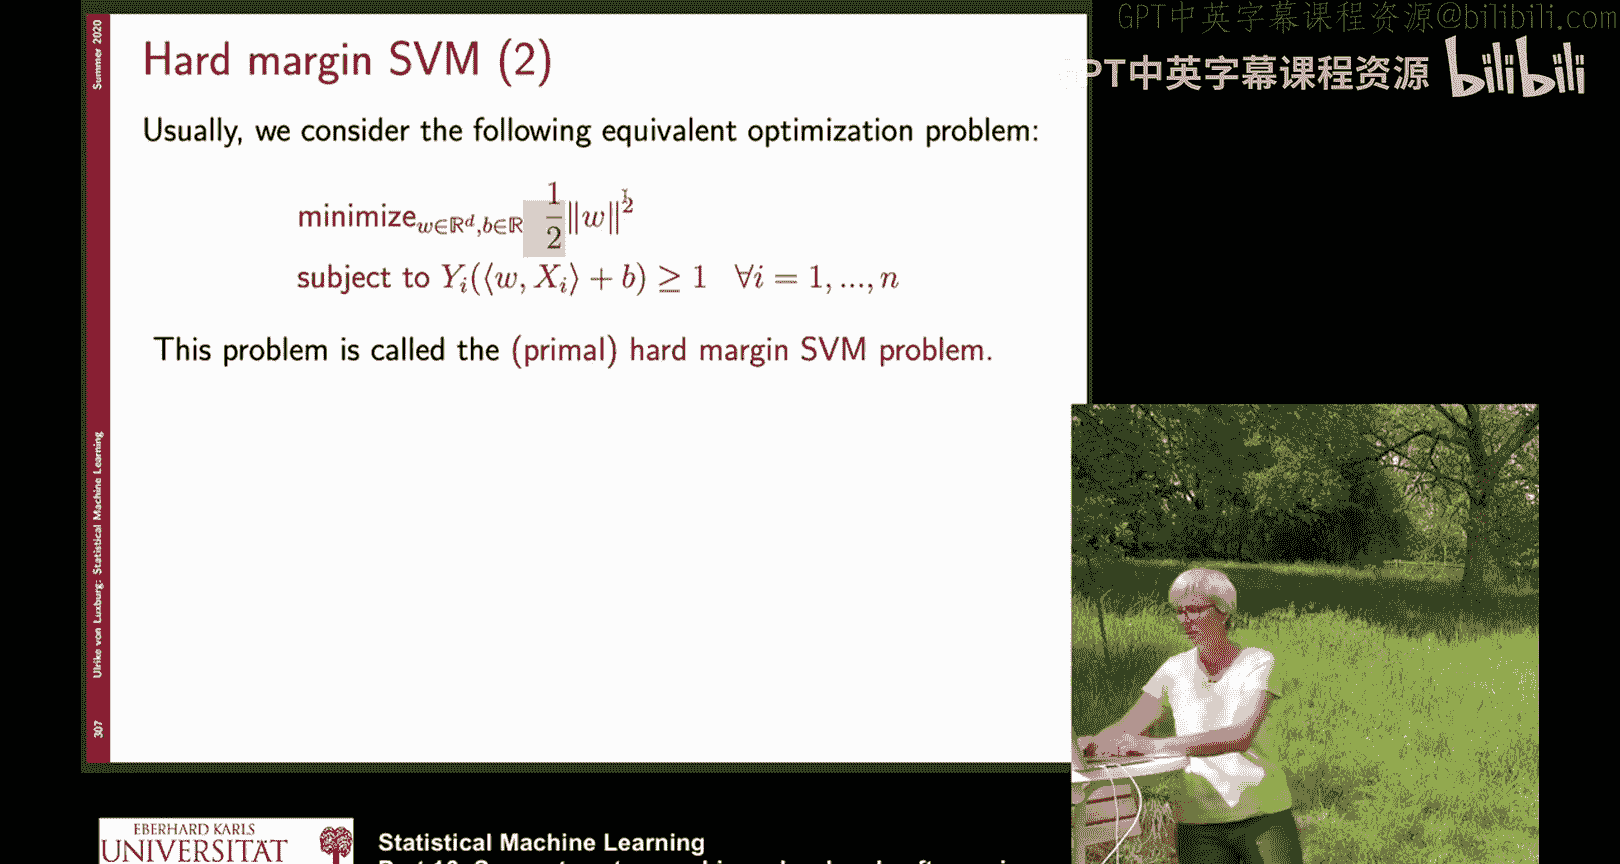 GPT中英字幕课程资源@bilibili.com
PT中英字幕课程资源 bilibili
Summer 2020
Hard margin SVM (2)
Usually, we consider the following equivalent optimization problem:
minimize_{w∈ℝ^d, b∈ℝ} 1/2 ‖w‖²
subject to Y_i(⟨w, X_i⟩ + b) ≥ 1 ∀i = 1, ..., n
This problem is called the (primal) hard margin SVM problem.
Ulrike von Luxburg: Statistical Machine Learning
307
EBERHARD KARLS
UNIVERSITÄT
Statistical Machine Learning